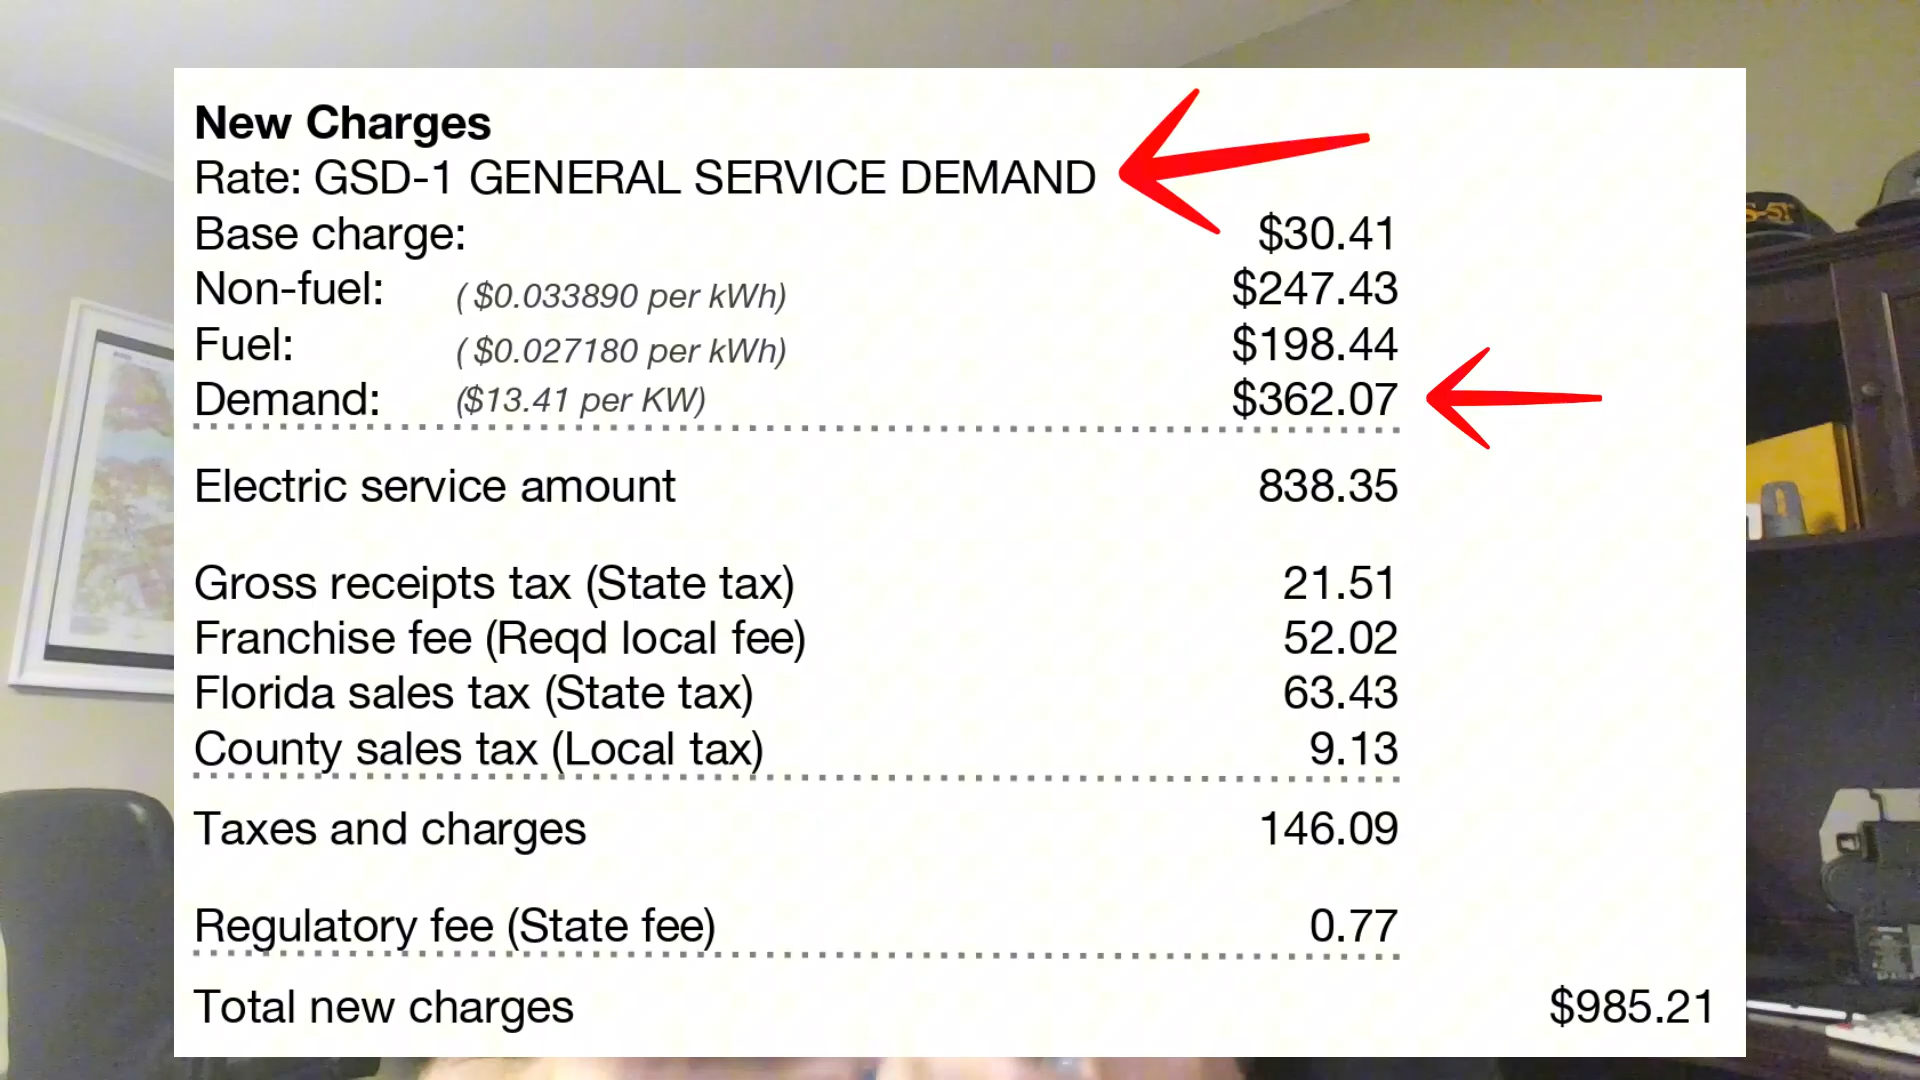 New Charges
Rate: GSD-1 GENERAL SERVICE DEMAND
Base charge: $30.41
Non-fuel: ($0.033890 per kWh) $247.43
Fuel: ($0.027180 per kWh) $198.44
Demand: ($13.41 per KW) $362.07
Electric service amount 838.35
Gross receipts tax (State tax) 21.51
Franchise fee (Reqd local fee) 52.02
Florida sales tax (State tax) 63.43
County sales tax (Local tax) 9.13
Taxes and charges 146.09
Regulatory fee (State fee) 0.77
Total new charges $985.21